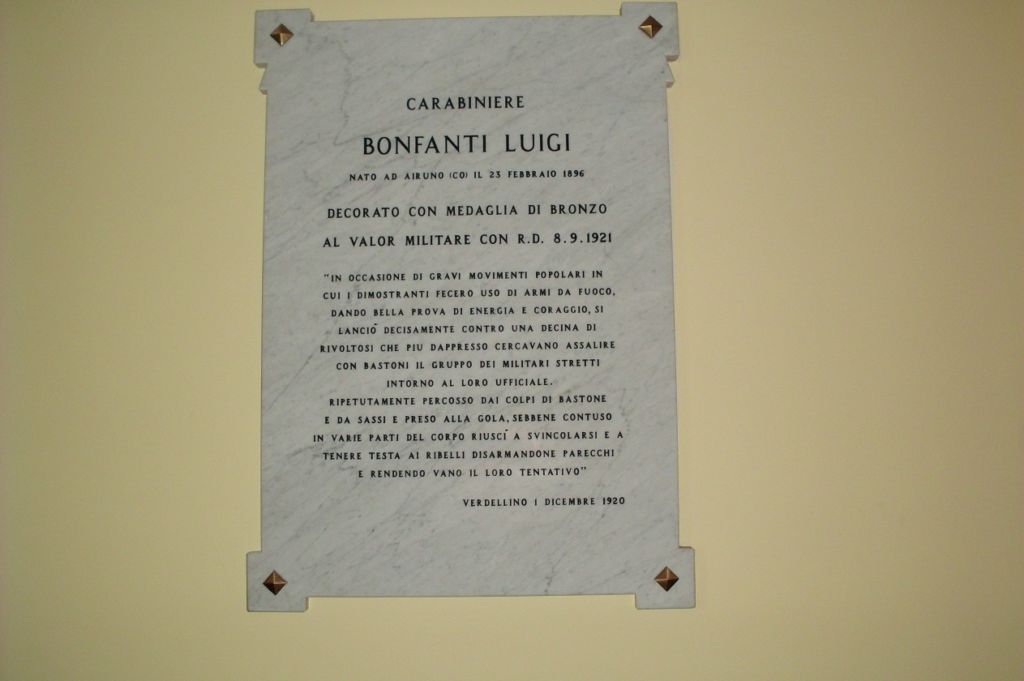 CARABINIERE
BONFANTI LUIGI
NATO AD AIRUNO (CO) IL 23 FEBBRAIO 1896
DECORATO CON MEDAGLIA DI BRONZO
AL VALOR MILITARE CON R.D. 8.9.1921
"IN OCCASIONE DI GRAVI MOVIMENTI POPOLARI IN
CUI I DIMOSTRANTI FECERO USO DI ARMI DA FUOCO,
DANDO BELLA PROVA DI ENERGIA E CORAGGIO, SI
LANCIÒ DECISAMENTE CONTRO UNA DECINA DI
RIVOLTOSI CHE PIU DAPPRESSO CERCAVANO ASSALIRE
CON BASTONI IL GRUPPO DEI MILITARI STRETTI
INTORNO AL LORO UFFICIALE.
RIPETUTAMENTE PERCOSSO DAI COLPI DI BASTONE
E DA SASSI E PRESO ALLA GOLA, SEBBENE CONTUSO
IN VARIE PARTI DEL CORPO RIUSCÌ A SVINCOLARSI E A
TENERE TESTA AI RIBELLI DISARMANDONE PARECCHI
E RENDENDO VANO IL LORO TENTATIVO"
VERDELLINO 1 DICEMBRE 1920